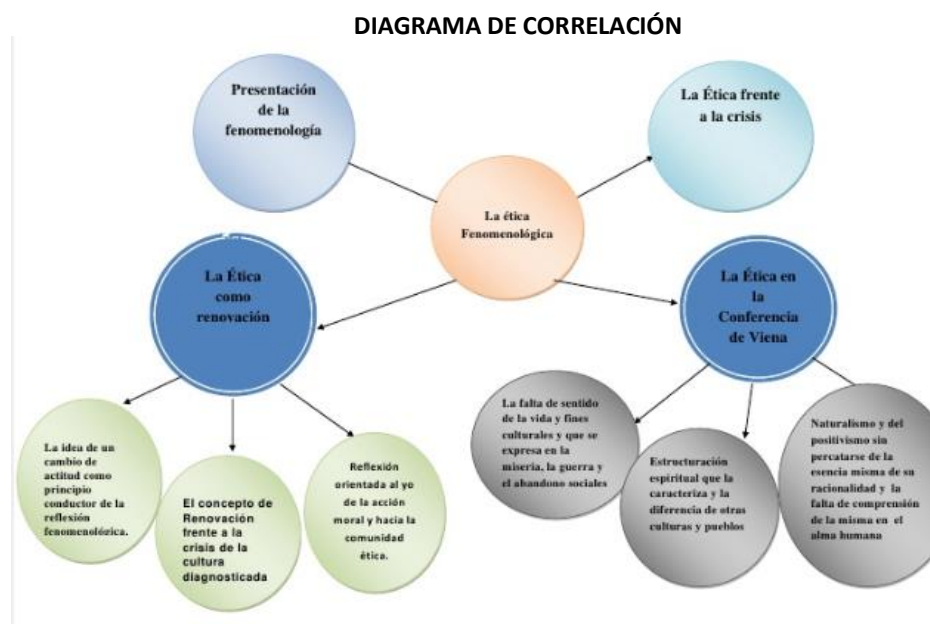 DIAGRAMA DE CORRELACIÓN
Presentación
de la
fenomenología
La Ética frente
a la crisis
La ética
Fenomenológica
La Ética
como
renovación
La Ética en
la
Conferencia
de Viena
La idea de un
cambio de
actitud como
principio
conductor de la
reflexión
fenomenológica.
El concepto de
Renovación
frente a la
crisis de la
cultura
diagnosticada
Reflexión
orientada al yo
de la acción
moral y hacia la
comunidad
ética.
La falta de sentido
de la vida y fines
culturales y que se
expresa en la
miseria, la guerra y
el abandono sociales
Estructuración
espiritual que la
caracteriza y la
diferencia de otras
culturas y pueblos
Naturalismo y del
positivismo sin
percatarse de la
esencia misma de su
racionalidad y la
falta de comprensión
de la misma en el
alma humana